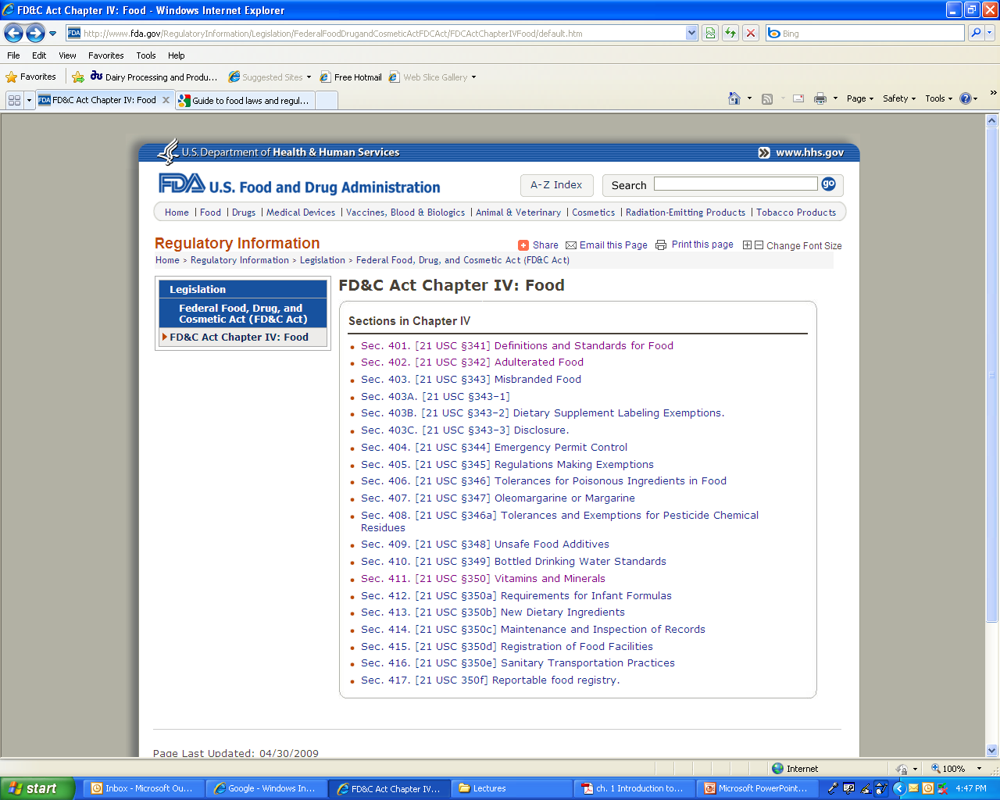 FD&C Act Chapter IV: Food - Windows Internet Explorer
FDA http://www.fda.gov/RegulatoryInformation/Legislation/FederalFoodDrugandCosmeticActFDCAct/FDCActChapterIVFood/default.htm
Bing
File Edit View Favorites Tools Help
Favorites Dairy Processing and Produ... Suggested Sites Free Hotmail Web Slice Gallery
FDA FD&C Act Chapter IV: Food Guide to food laws and regul...
Page Safety Tools
U.S. Department of Health & Human Services www.hhs.gov
FDA U.S. Food and Drug Administration A-Z Index Search go
Home | Food | Drugs | Medical Devices | Vaccines, Blood & Biologics | Animal & Veterinary | Cosmetics | Radiation-Emitting Products | Tobacco Products
Regulatory Information
Share Email this Page Print this page Change Font Size
Home > Regulatory Information > Legislation > Federal Food, Drug, and Cosmetic Act (FD&C Act)
Legislation
Federal Food, Drug, and
Cosmetic Act (FD&C Act)
FD&C Act Chapter IV: Food
FD&C Act Chapter IV: Food
Sections in Chapter IV
Sec. 401. [21 USC §341] Definitions and Standards for Food
Sec. 402. [21 USC §342] Adulterated Food
Sec. 403. [21 USC §343] Misbranded Food
Sec. 403A. [21 USC §343–1]
Sec. 403B. [21 USC §343–2] Dietary Supplement Labeling Exemptions.
Sec. 403C. [21 USC §343–3] Disclosure.
Sec. 404. [21 USC §344] Emergency Permit Control
Sec. 405. [21 USC §345] Regulations Making Exemptions
Sec. 406. [21 USC §346] Tolerances for Poisonous Ingredients in Food
Sec. 407. [21 USC §347] Oleomargarine or Margarine
Sec. 408. [21 USC §346a] Tolerances and Exemptions for Pesticide Chemical
Residues
Sec. 409. [21 USC §348] Unsafe Food Additives
Sec. 410. [21 USC §349] Bottled Drinking Water Standards
Sec. 411. [21 USC §350] Vitamins and Minerals
Sec. 412. [21 USC §350a] Requirements for Infant Formulas
Sec. 413. [21 USC §350b] New Dietary Ingredients
Sec. 414. [21 USC §350c] Maintenance and Inspection of Records
Sec. 415. [21 USC §350d] Registration of Food Facilities
Sec. 416. [21 USC §350e] Sanitary Transportation Practices
Sec. 417. [21 USC 350f] Reportable food registry.
Page Last Updated: 04/30/2009
Internet 100%
start Inbox - Microsoft Ou... Google - Windows In... FD&C Act Chapter IV... Lectures ch. 1 Introduction to... Microsoft PowerPoint... 4:47 PM